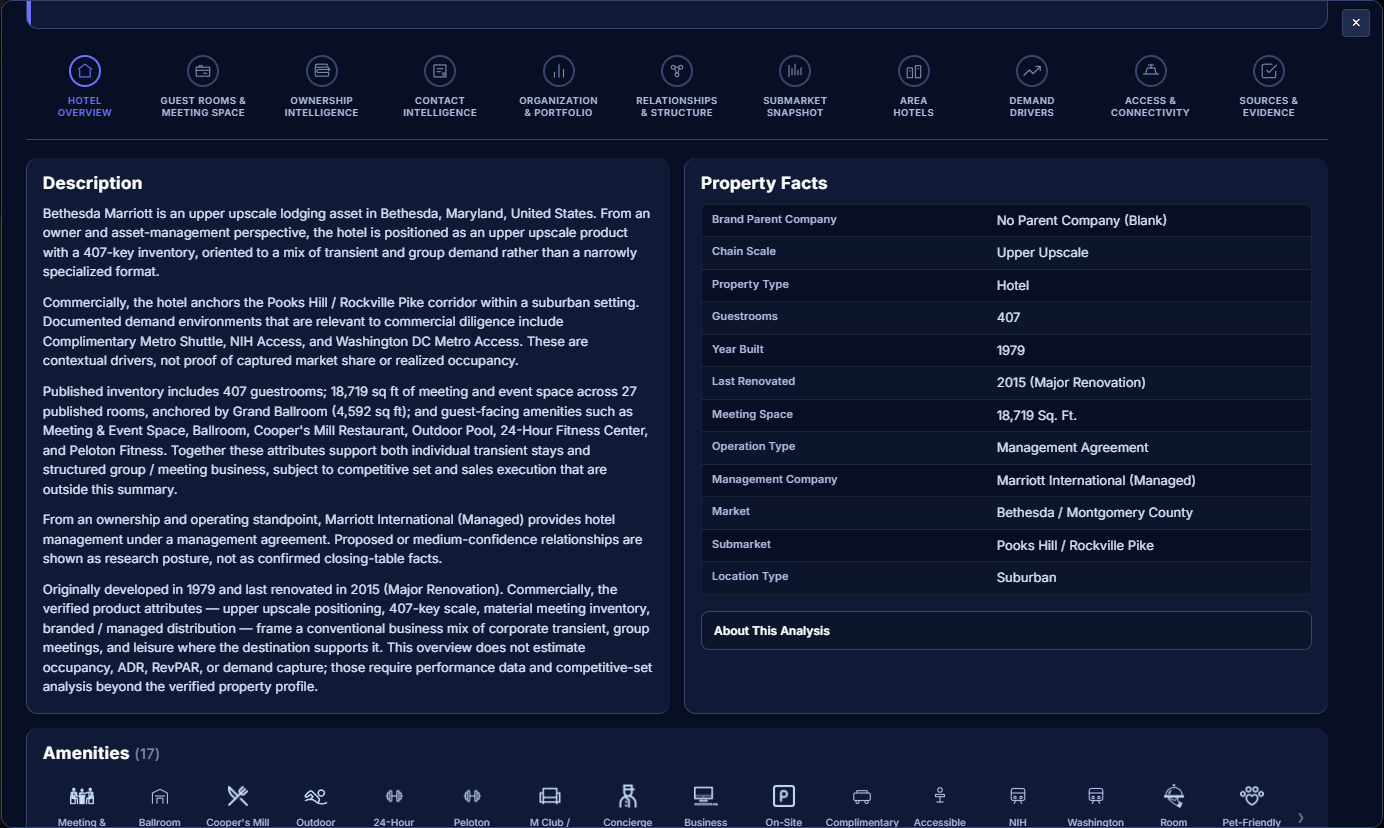 ×
HOTEL
OVERVIEW
GUEST ROOMS &
MEETING SPACE
OWNERSHIP
INTELLIGENCE
CONTACT
INTELLIGENCE
ORGANIZATION
& PORTFOLIO
RELATIONSHIPS
& STRUCTURE
SUBMARKET
SNAPSHOT
AREA
HOTELS
DEMAND
DRIVERS
ACCESS &
CONNECTIVITY
SOURCES &
EVIDENCE
Description
Bethesda Marriott is an upper upscale lodging asset in Bethesda, Maryland, United States. From an
owner and asset-management perspective, the hotel is positioned as an upper upscale product
with a 407-key inventory, oriented to a mix of transient and group demand rather than a narrowly
specialized format.
Commercially, the hotel anchors the Pooks Hill / Rockville Pike corridor within a suburban setting.
Documented demand environments that are relevant to commercial diligence include
Complimentary Metro Shuttle, NIH Access, and Washington DC Metro Access. These are
contextual drivers, not proof of captured market share or realized occupancy.
Published inventory includes 407 guestrooms; 18,719 sq ft of meeting and event space across 27
published rooms, anchored by Grand Ballroom (4,592 sq ft); and guest-facing amenities such as
Meeting & Event Space, Ballroom, Cooper's Mill Restaurant, Outdoor Pool, 24-Hour Fitness Center,
and Peloton Fitness. Together these attributes support both individual transient stays and
structured group / meeting business, subject to competitive set and sales execution that are
outside this summary.
From an ownership and operating standpoint, Marriott International (Managed) provides hotel
management under a management agreement. Proposed or medium-confidence relationships are
shown as research posture, not as confirmed closing-table facts.
Originally developed in 1979 and last renovated in 2015 (Major Renovation). Commercially, the
verified product attributes — upper upscale positioning, 407-key scale, material meeting inventory,
branded / managed distribution — frame a conventional business mix of corporate transient, group
meetings, and leisure where the destination supports it. This overview does not estimate
occupancy, ADR, RevPAR, or demand capture; those require performance data and competitive-set
analysis beyond the verified property profile.
Property Facts
Brand Parent Company No Parent Company (Blank)
Chain Scale Upper Upscale
Property Type Hotel
Guestrooms 407
Year Built 1979
Last Renovated 2015 (Major Renovation)
Meeting Space 18,719 Sq. Ft.
Operation Type Management Agreement
Management Company Marriott International (Managed)
Market Bethesda / Montgomery County
Submarket Pooks Hill / Rockville Pike
Location Type Suburban
About This Analysis
Amenities (17)
Meeting &
Ballroom
Cooper's Mill
Outdoor
24-Hour
Peloton
M Club /
Concierge
Business
P
On-Site
Complimentary
Accessible
NIH
Washington
Room
Pet-Friendly